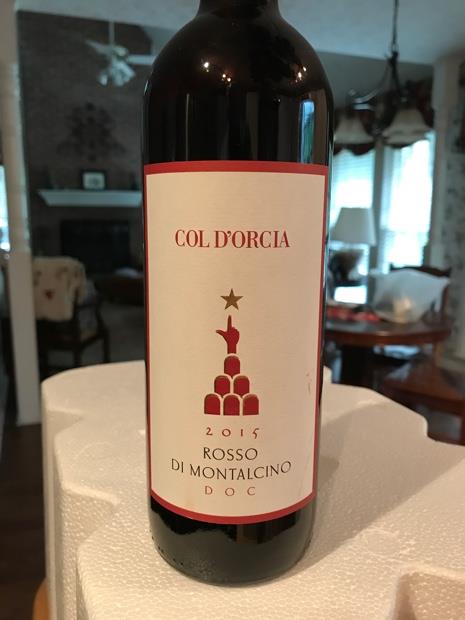 COL D'ORCIA
2015
ROSSO
DI MONTALCINO
DOC